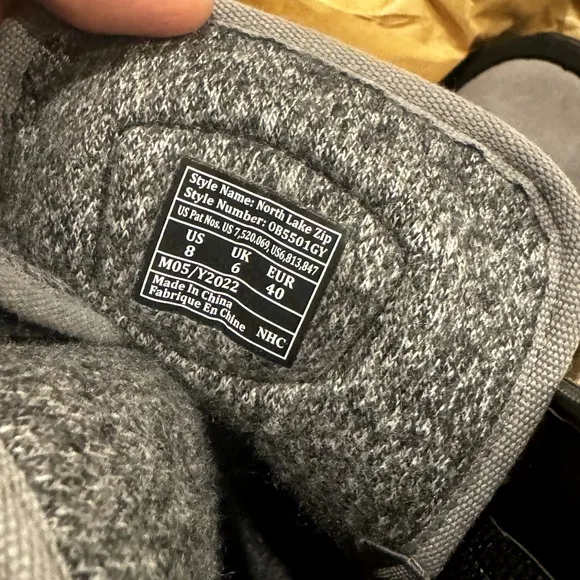 Style Name: North Lake Zip
Style Number: OB5501GY
US Pat Nos. US 7,520,069, US6,813,847
US UK EUR
8 6 40
M05/Y2022
Made In China
Fabrique En Chine NHC